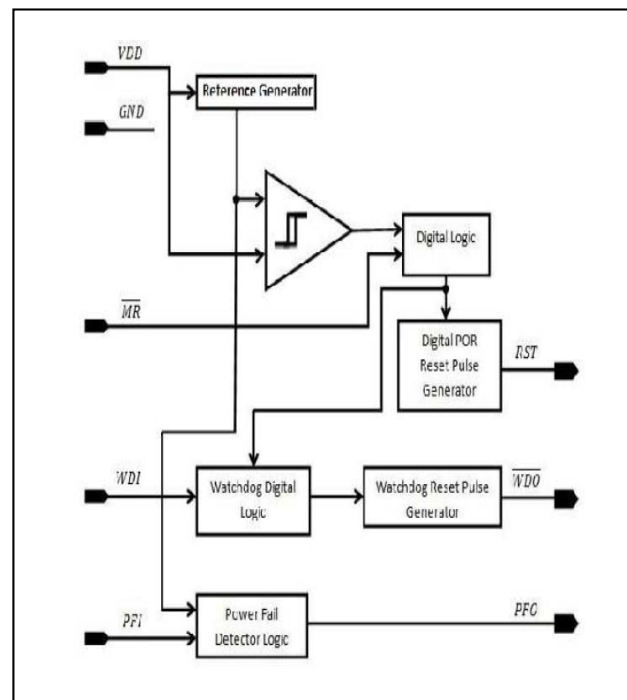 VDD
Reference Generator
GND
Digital Logic
MR
Digital POR
Reset Pulse
Generator
RST
WDI
Watchdog Digital
Logic
Watchdog Reset Pulse
Generator
WDO
PFI
Power Fail
Detector Logic
PFO